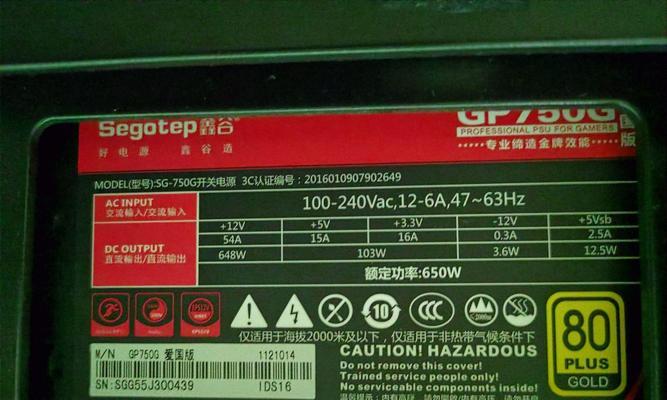 Segotep 鑫谷®
GP750G 爱国版
好电源 鑫谷造
PROFESSIONAL PSU FOR GAMERS
专业缔造金牌效能
MODEL(型号):SG-750G开关电源 3C认证编号:2016010907902649
AC INPUT 100-240Vac,12-6A,47~63Hz
交流輸入/交流输入
DC OUTPUT
直流輸出/直流输出
+12V +5V +3.3V -12V +5Vsb
54A 15A 16A 0.3A 2.5A
648W 103W 3.6W 12.5W
额定功率:650W
10
CCC
仅适用于海拔2000米及以下,仅适用于非热带气候条件下
80
PLUS
GOLD
M/N GP750G 爱国版 1121014
SN:SGG55J300439 IDS16
CAUTION! HAZARDOUS
Do not remove this cover!
Trained service people only!
No serviceable components inside!